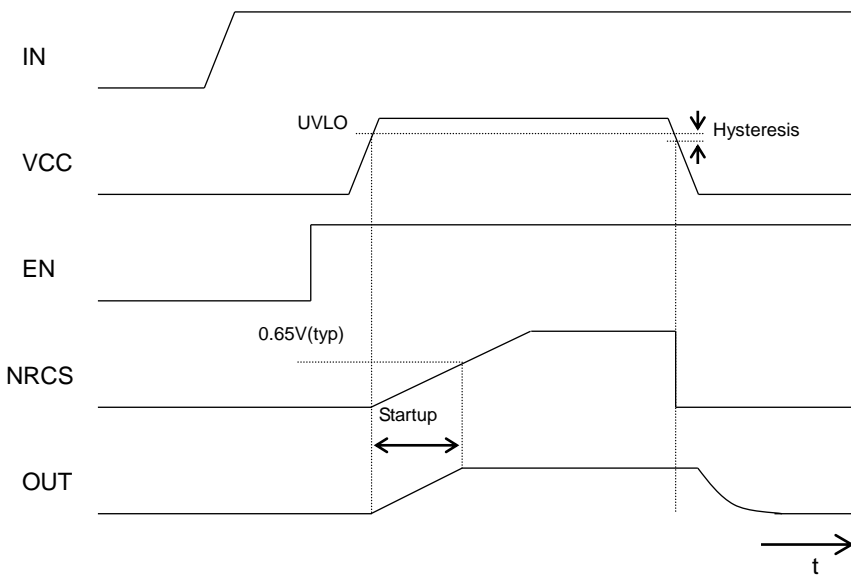 IN
UVLO
Hysteresis
VCC
EN
0.65V(typ)
NRCS
Startup
OUT
t